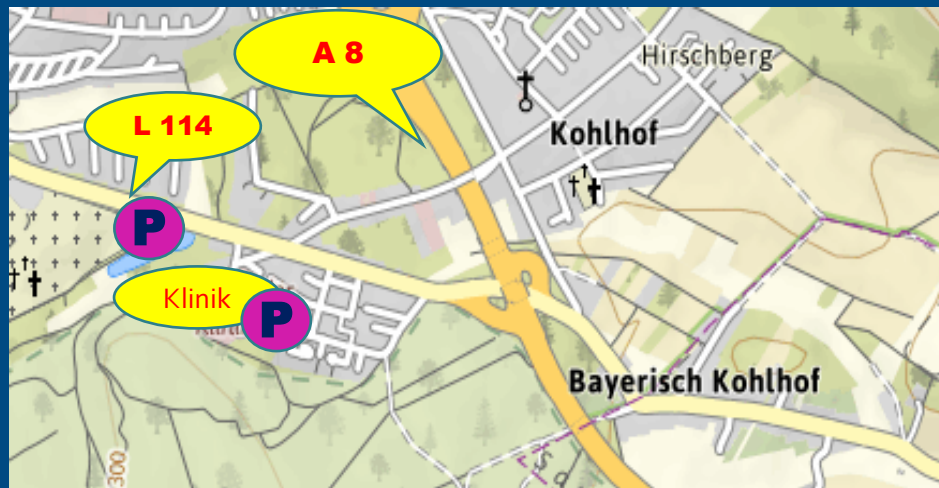 A 8
Hirschberg
L 114
Kohlhof
P
Klinik
P
Bayerisch Kohlhof
300